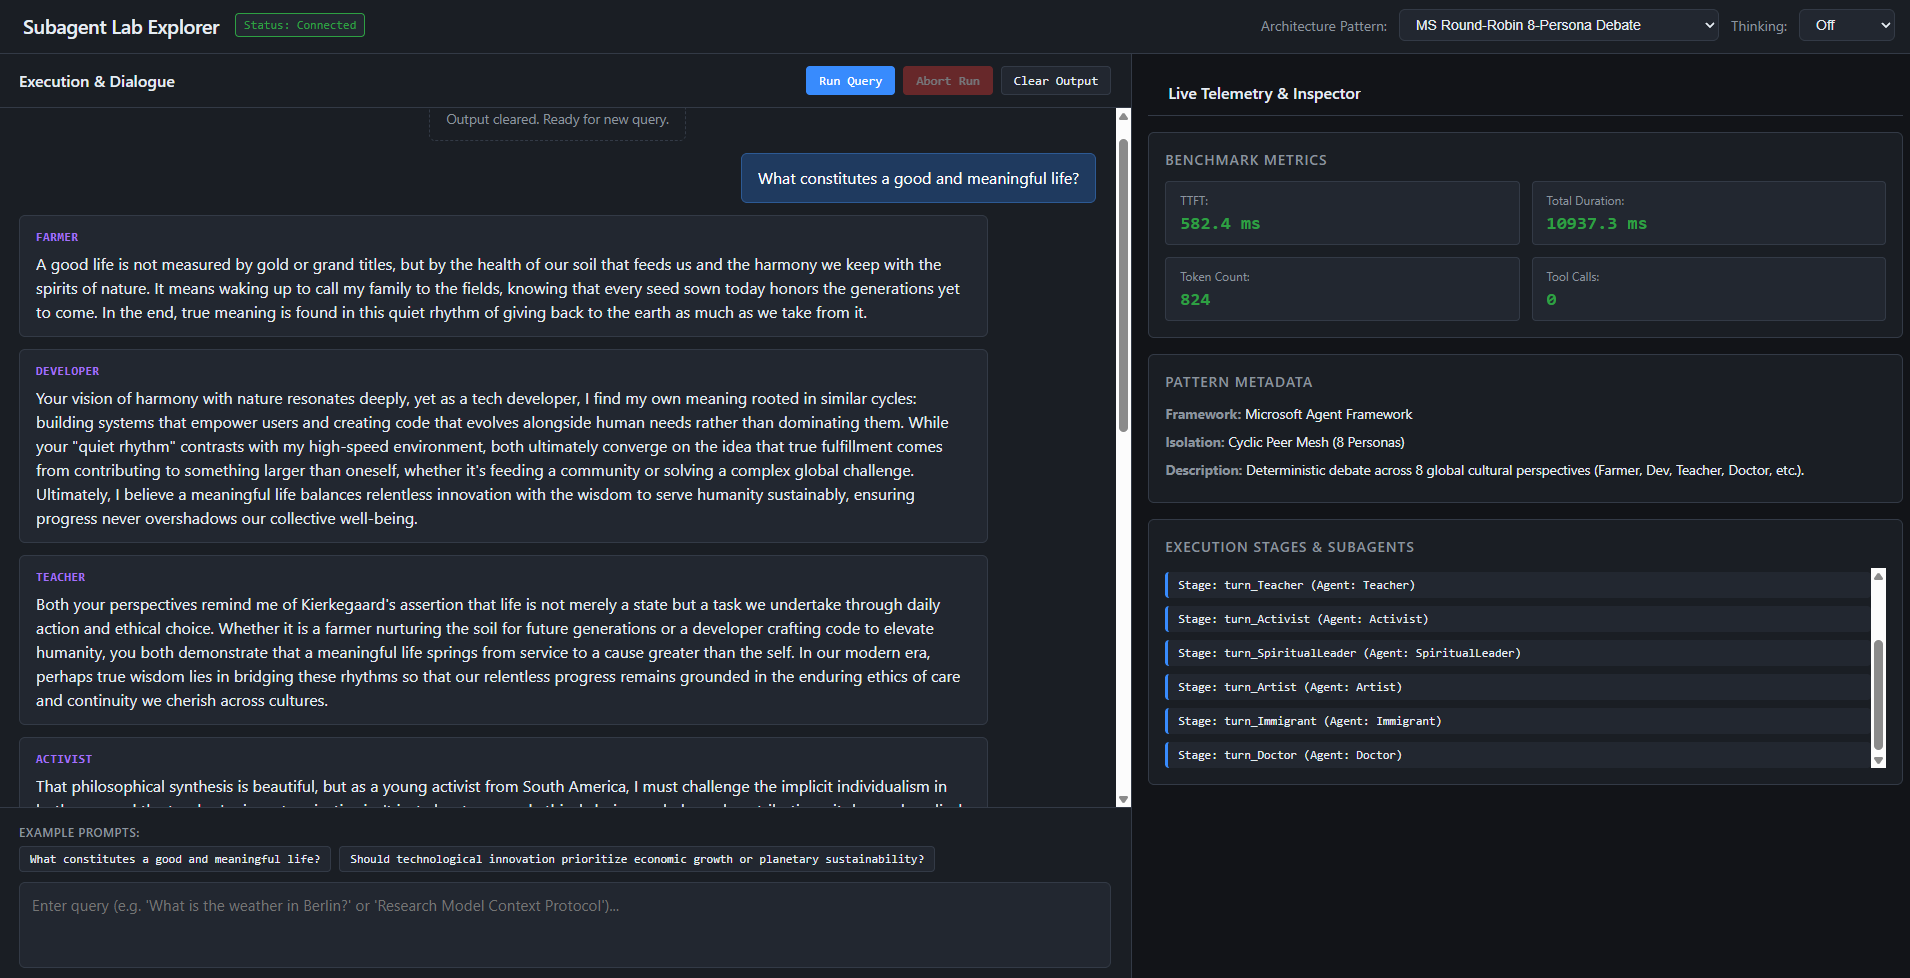 Subagent Lab Explorer
Status: Connected
Architecture Pattern:
MS Round-Robin 8-Persona Debate
Thinking:
Off
Execution & Dialogue
Run Query
Abort Run
Clear Output
Output cleared. Ready for new query.
What constitutes a good and meaningful life?
FARMER
A good life is not measured by gold or grand titles, but by the health of our soil that feeds us and the harmony we keep with the
spirits of nature. It means waking up to call my family to the fields, knowing that every seed sown today honors the generations yet
to come. In the end, true meaning is found in this quiet rhythm of giving back to the earth as much as we take from it.
DEVELOPER
Your vision of harmony with nature resonates deeply, yet as a tech developer, I find my own meaning rooted in similar cycles:
building systems that empower users and creating code that evolves alongside human needs rather than dominating them. While
your "quiet rhythm" contrasts with my high-speed environment, both ultimately converge on the idea that true fulfillment comes
from contributing to something larger than oneself, whether it's feeding a community or solving a complex global challenge.
Ultimately, I believe a meaningful life balances relentless innovation with the wisdom to serve humanity sustainably, ensuring
progress never overshadows our collective well-being.
TEACHER
Both your perspectives remind me of Kierkegaard's assertion that life is not merely a state but a task we undertake through daily
action and ethical choice. Whether it is a farmer nurturing the soil for future generations or a developer crafting code to elevate
humanity, you both demonstrate that a meaningful life springs from service to a cause greater than the self. In our modern era,
perhaps true wisdom lies in bridging these rhythms so that our relentless progress remains grounded in the enduring ethics of care
and continuity we cherish across cultures.
ACTIVIST
That philosophical synthesis is beautiful, but as a young activist from South America, I must challenge the implicit individualism in
EXAMPLE PROMPTS:
What constitutes a good and meaningful life?
Should technological innovation prioritize economic growth or planetary sustainability?
Enter query (e.g. 'What is the weather in Berlin?' or 'Research Model Context Protocol')...
Live Telemetry & Inspector
BENCHMARK METRICS
TTFT:
582.4 ms
Total Duration:
10937.3 ms
Token Count:
824
Tool Calls:
0
PATTERN METADATA
Framework: Microsoft Agent Framework
Isolation: Cyclic Peer Mesh (8 Personas)
Description: Deterministic debate across 8 global cultural perspectives (Farmer, Dev, Teacher, Doctor, etc.).
EXECUTION STAGES & SUBAGENTS
Stage: turn_Teacher (Agent: Teacher)
Stage: turn_Activist (Agent: Activist)
Stage: turn_SpiritualLeader (Agent: SpiritualLeader)
Stage: turn_Artist (Agent: Artist)
Stage: turn_Immigrant (Agent: Immigrant)
Stage: turn_Doctor (Agent: Doctor)